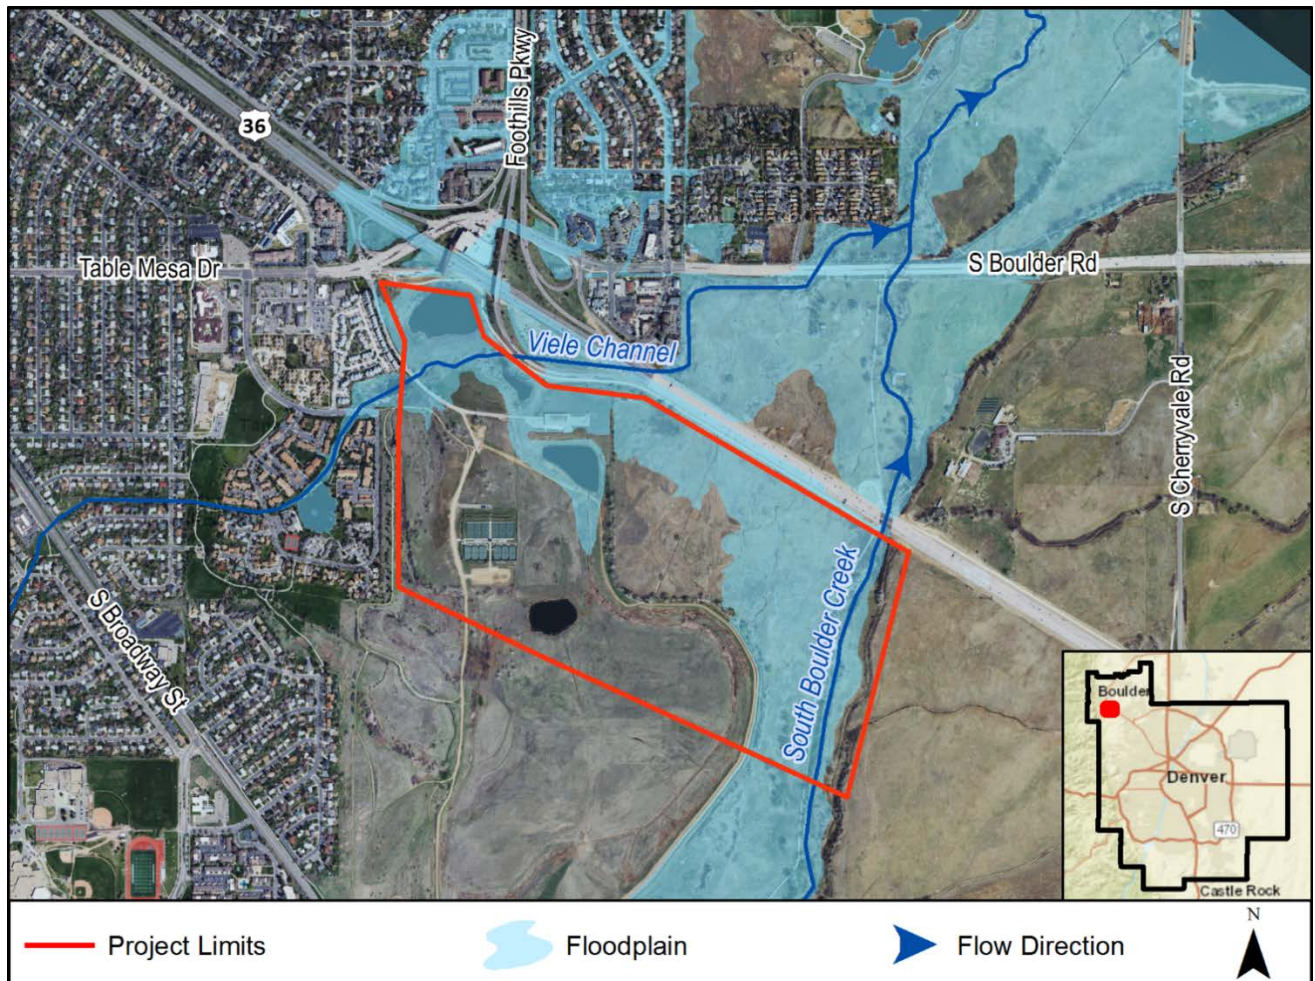 36
Foothills Pkwy
Table Mesa Dr
S Boulder Rd
Viele Channel
S Cherryvale Rd
South Boulder Creek
S Broadway St
Boulder
Denver
470
Castle Rock
N
Project Limits
Floodplain
Flow Direction